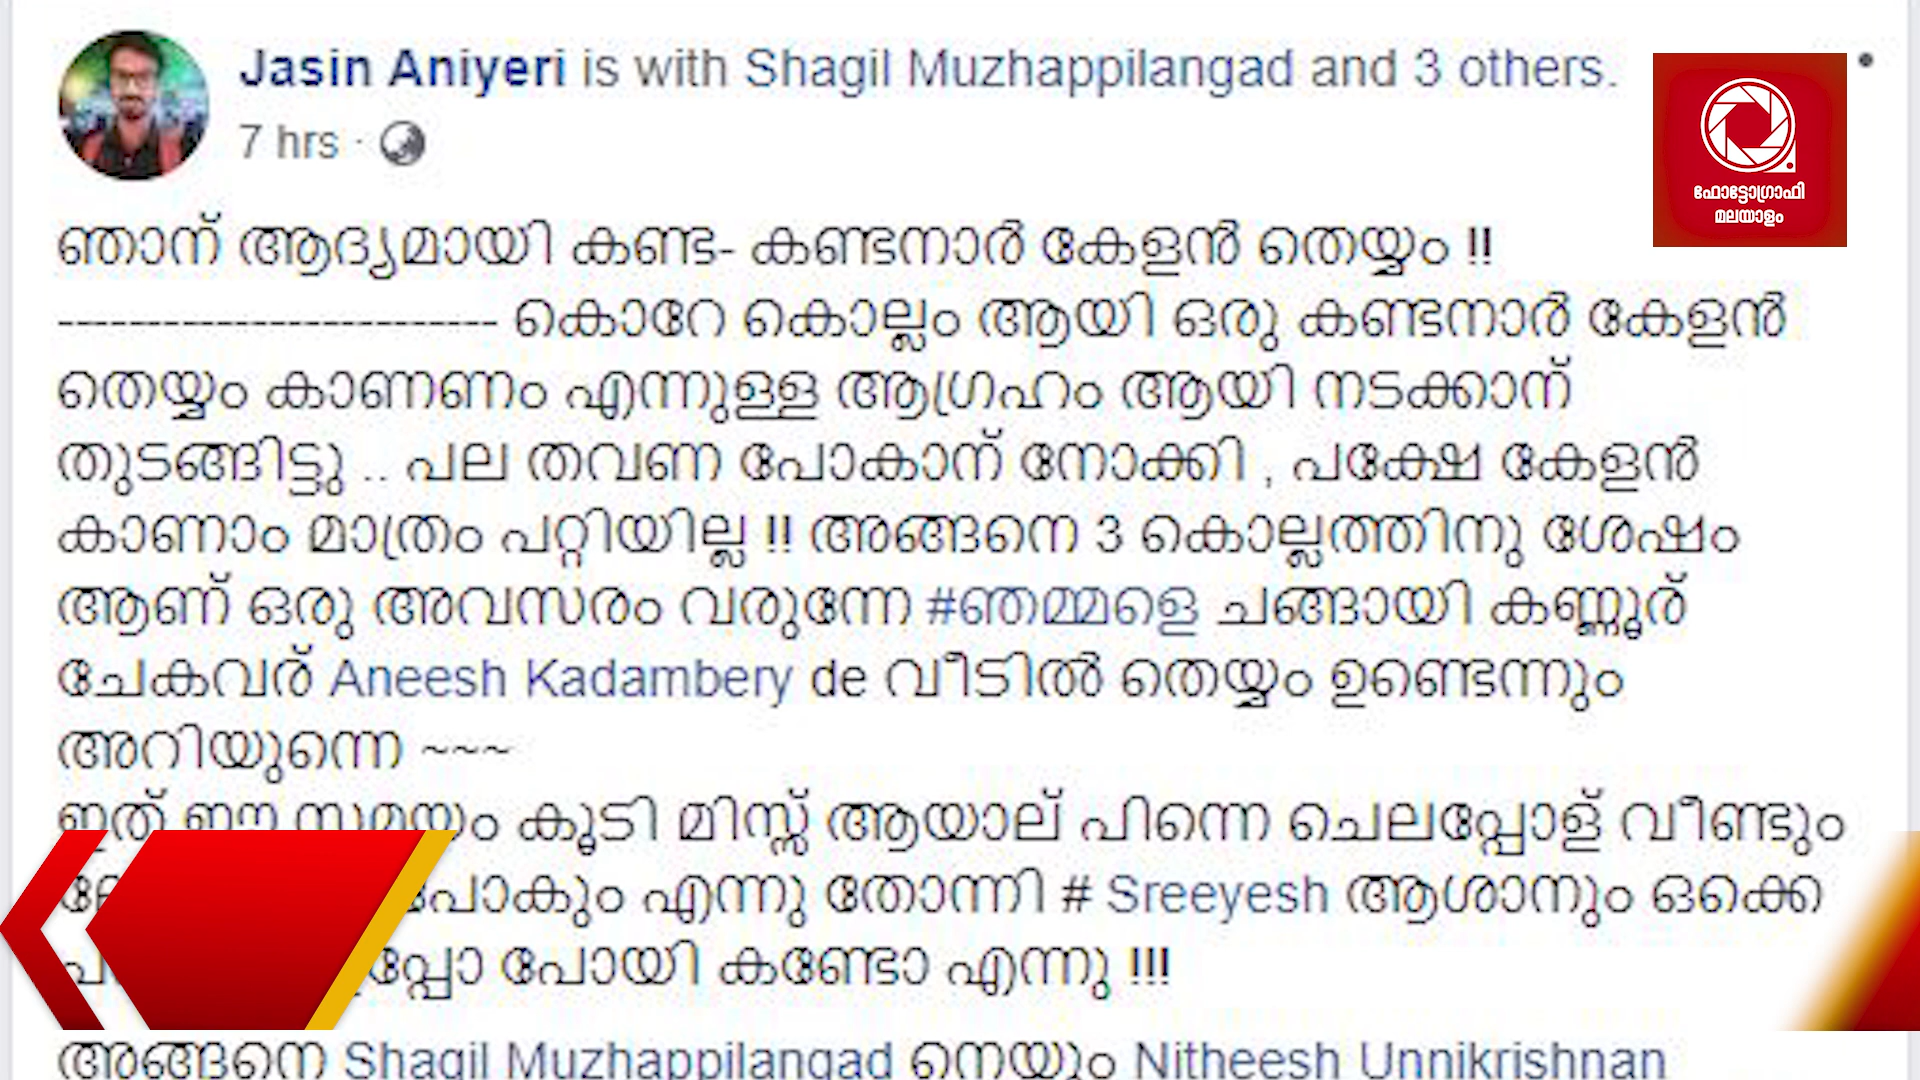 Jasin Aniyeri is with Shagil Muzhappilangad and 3 others.
7 hrs ·
ഫോട്ടോഗ്രാഫി
മലയാളം
ഞാന് ആദ്യമായി കണ്ട- കണ്ടനാർ കേളൻ തെയ്യം !!
------------------------ കൊറേ കൊല്ലം ആയി ഒരു കണ്ടനാർ കേളൻ
തെയ്യം കാണണം എന്നുള്ള ആഗ്രഹം ആയി നടക്കാന്
തുടങ്ങിട്ടു .. പല തവണ പോകാന് നോക്കി , പക്ഷേ കേളൻ
കാണാം മാത്രം പറ്റിയില്ല !! അങ്ങനെ 3 കൊല്ലത്തിനു ശേഷം
ആണ് ഒരു അവസരം വരുന്നേ #ഞമ്മളെ ചങ്ങായി കണ്ണൂര്
ചേകവര് Aneesh Kadambery de വീടിൽ തെയ്യം ഉണ്ടെന്നും
അറിയുന്നെ ~~~
ഇത് ഈ സമയം കൂടി മിസ്സ് ആയാല് പിന്നെ ചെലപ്പോള് വീണ്ടും
പോകും എന്നു തോന്നി # Sreeyesh ആശാനും ഒക്കെ
പോയി കണ്ടോ എന്നു !!!
അങ്ങനെ Shagil Muzhappilangad നെയും Nitheesh Unnikrishnan